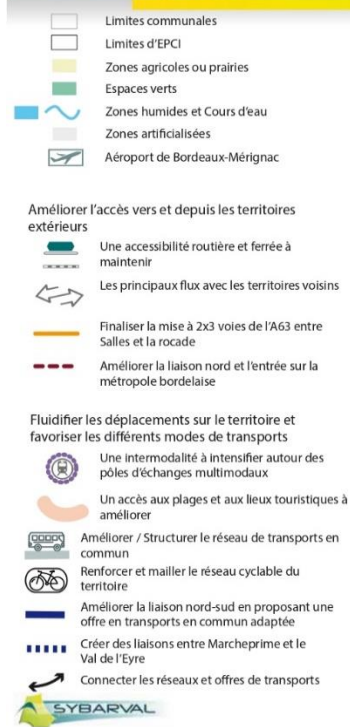 Limites communales
Limites d'EPCI
Zones agricoles ou prairies
Espaces verts
Zones humides et Cours d'eau
Zones artificialisées
Aéroport de Bordeaux-Mérignac
Améliorer l'accès vers et depuis les territoires
extérieurs
Une accessibilité routière et ferrée à
maintenir
Les principaux flux avec les territoires voisins
Finaliser la mise à 2x3 voies de l'A63 entre
Salles et la rocade
Améliorer la liaison nord et l'entrée sur la
métropole bordelaise
Fluidifier les déplacements sur le territoire et
favoriser les différents modes de transports
Une intermodalité à intensifier autour des
pôles d'échanges multimodaux
Un accès aux plages et aux lieux touristiques à
améliorer
Améliorer / Structurer le réseau de transports en
commun
Renforcer et mailler le réseau cyclable du
territoire
Améliorer la liaison nord-sud en proposant une
offre en transports en commun adaptée
Créer des liaisons entre Marcheprime et le
Val de l'Eyre
Connecter les réseaux et offres de transports
SYBARVAL